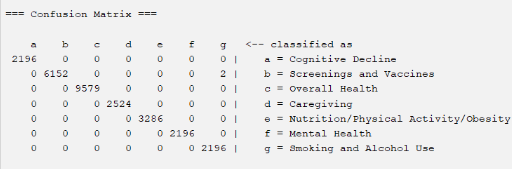 === Confusion Matrix ===
a b c d e f g <-- classified as
2196 0 0 0 0 0 0 | a = Cognitive Decline
0 6152 0 0 0 0 2 | b = Screenings and Vaccines
0 0 9579 0 0 0 0 | c = Overall Health
0 0 0 2524 0 0 0 | d = Caregiving
0 0 0 0 3286 0 0 | e = Nutrition/Physical Activity/Obesity
0 0 0 0 0 2196 0 | f = Mental Health
0 0 0 0 0 0 2196 | g = Smoking and Alcohol Use